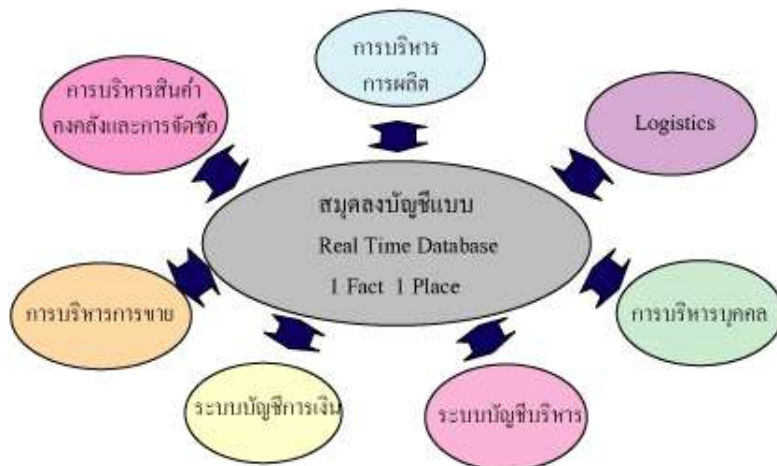 การบริหาร
การผลิต
การบริหารสินค้า
คงคลังและการจัดซื้อ
Logistics
สมุดลงบัญชีแบบ
Real Time Database
1 Fact 1 Place
การบริหารการขาย
การบริหารบุคคล
ระบบบัญชีการเงิน
ระบบบัญชีบริหาร